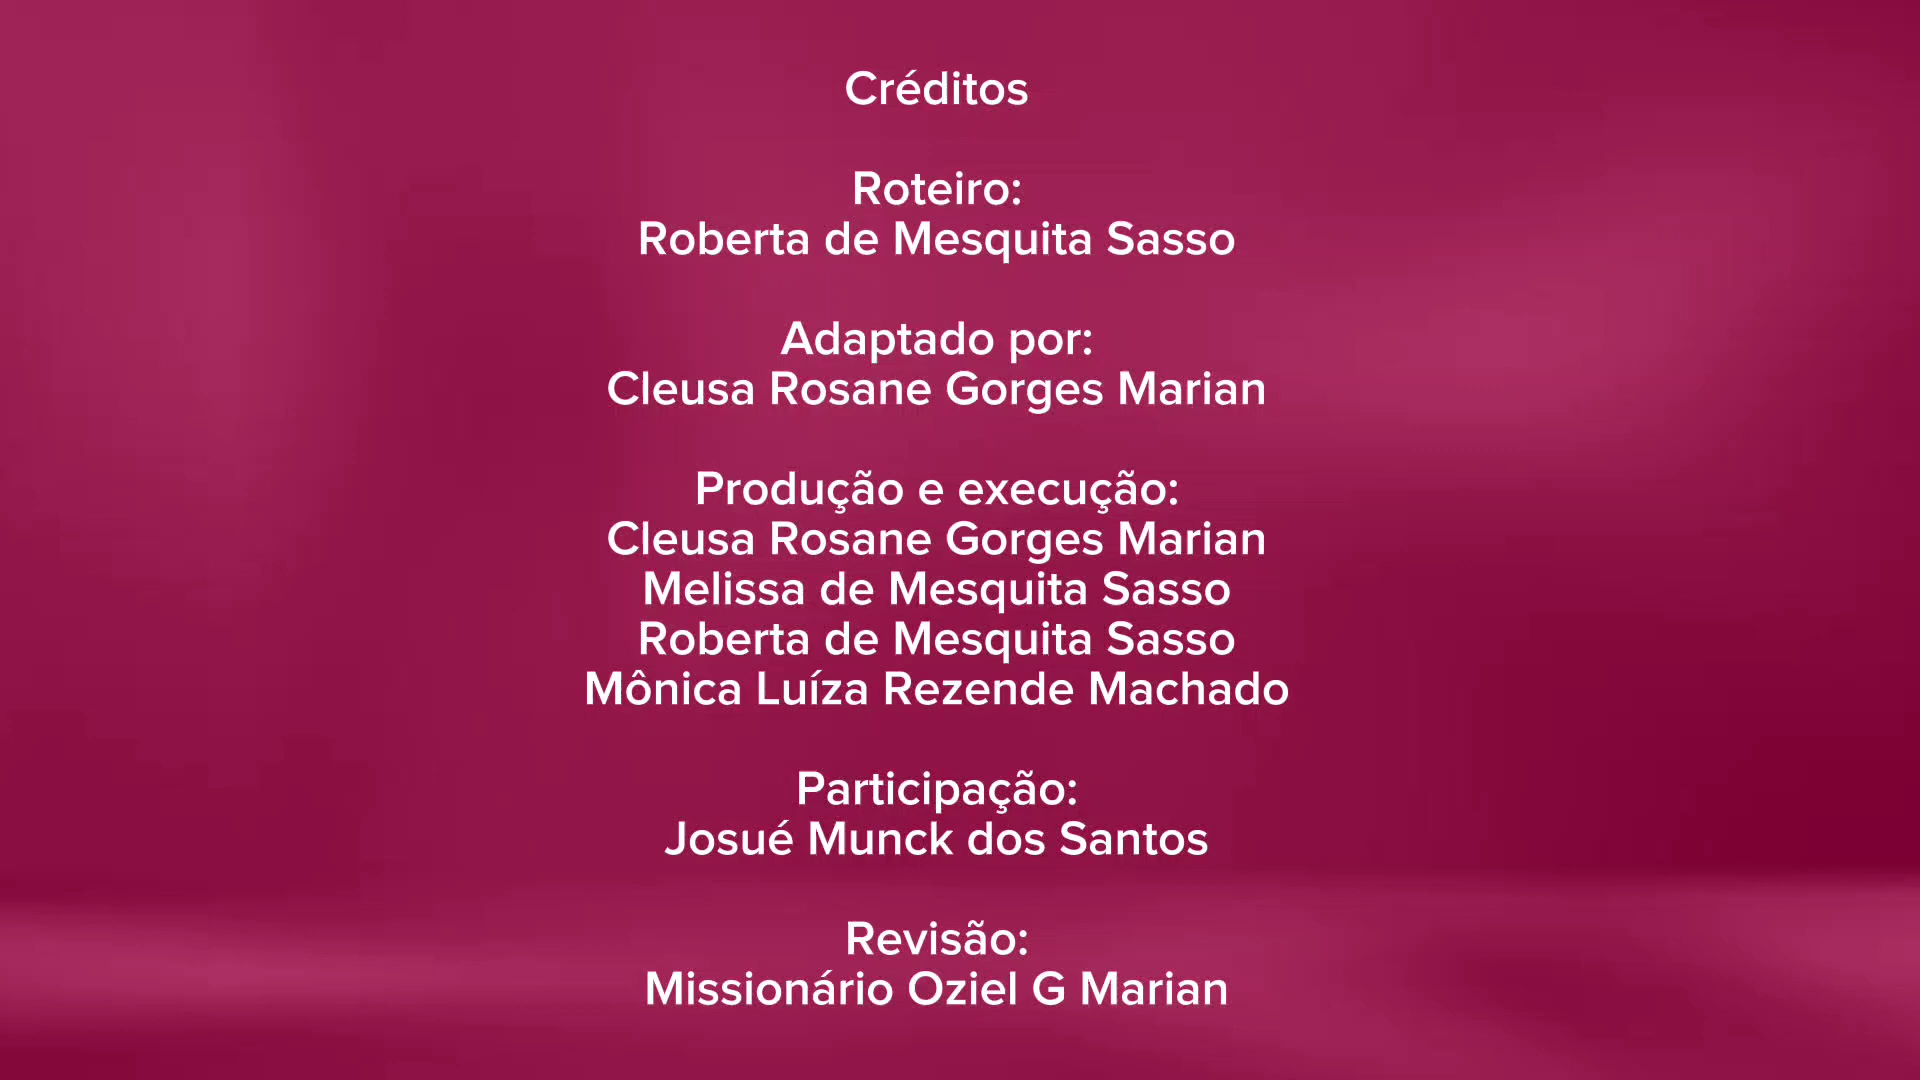 Créditos
Roteiro:
Roberta de Mesquita Sasso
Adaptado por:
Cleusa Rosane Gorges Marian
Produção e execução:
Cleusa Rosane Gorges Marian
Melissa de Mesquita Sasso
Roberta de Mesquita Sasso
Mônica Luíza Rezende Machado
Participação:
Josué Munck dos Santos
Revisão:
Missionário Oziel G Marian